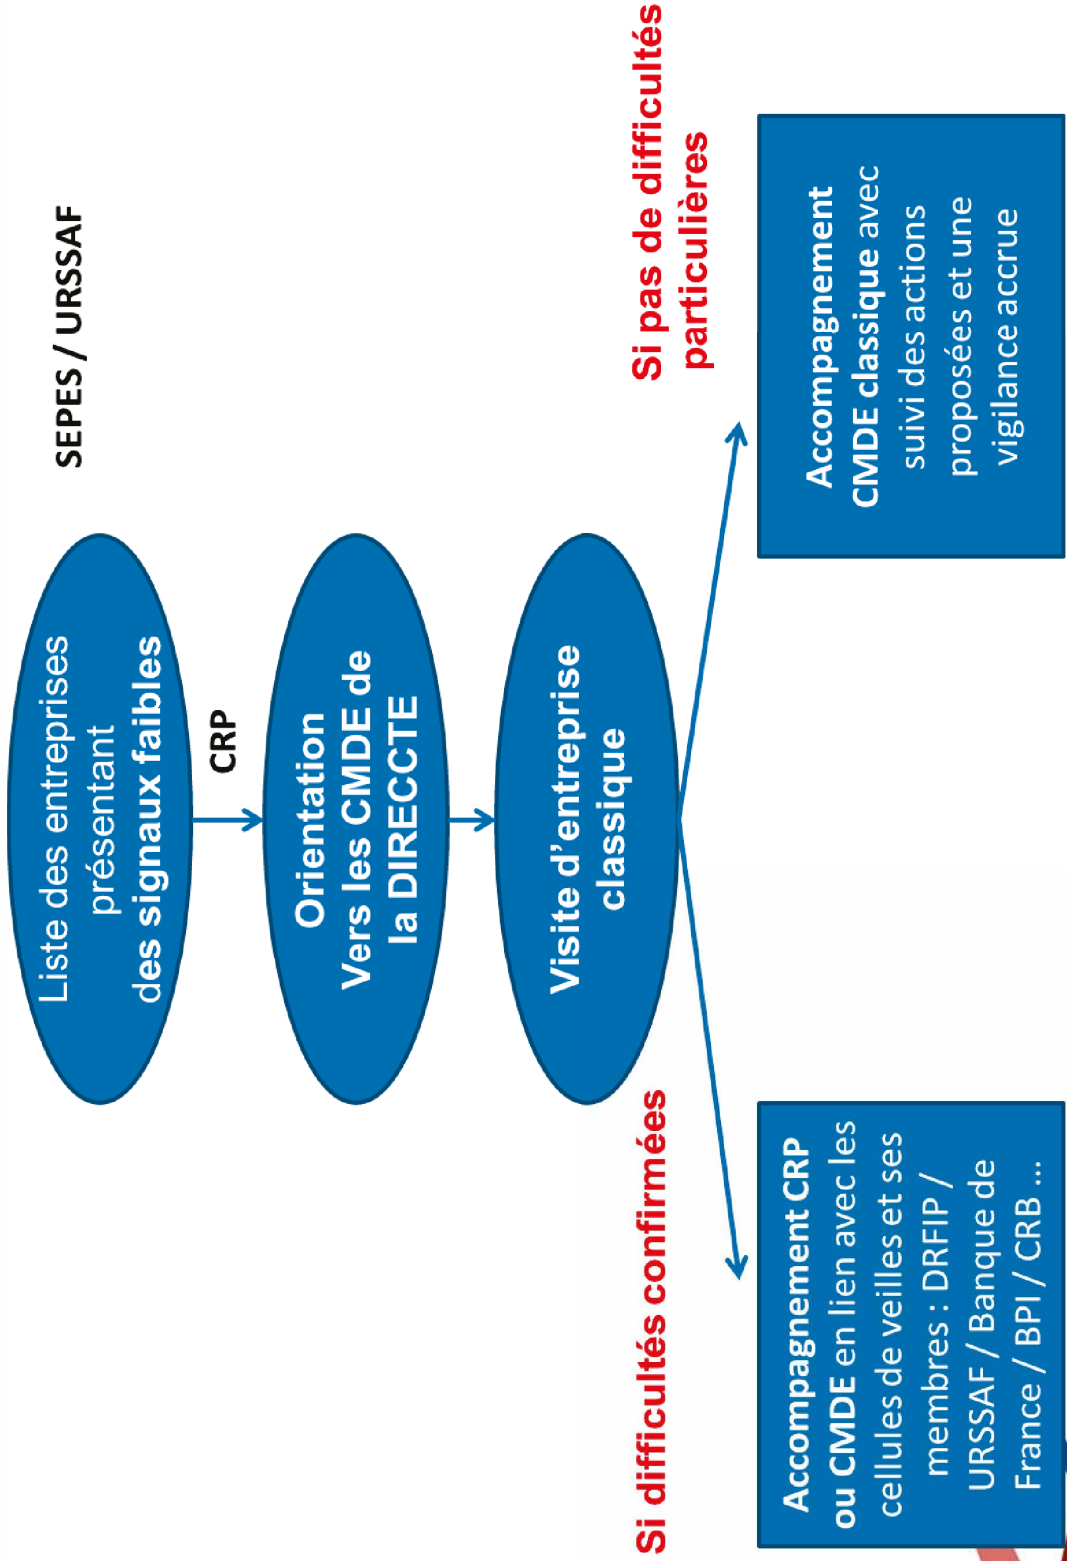 SEPES / URSSAF
Liste des entreprises
présentant
des signaux faibles
CRP
Orientation
Vers les CMDE de
la DIRECCTE
Visite d’entreprise
classique
Si difficultés confirmées
Si pas de difficultés
particulières
Accompagnement CRP
ou CMDE en lien avec les
cellules de veilles et ses
membres : DRFIP /
URSSAF / Banque de
France / BPI / CRB ...
Accompagnement
CMDE classique avec
suivi des actions
proposées et une
vigilance accrue